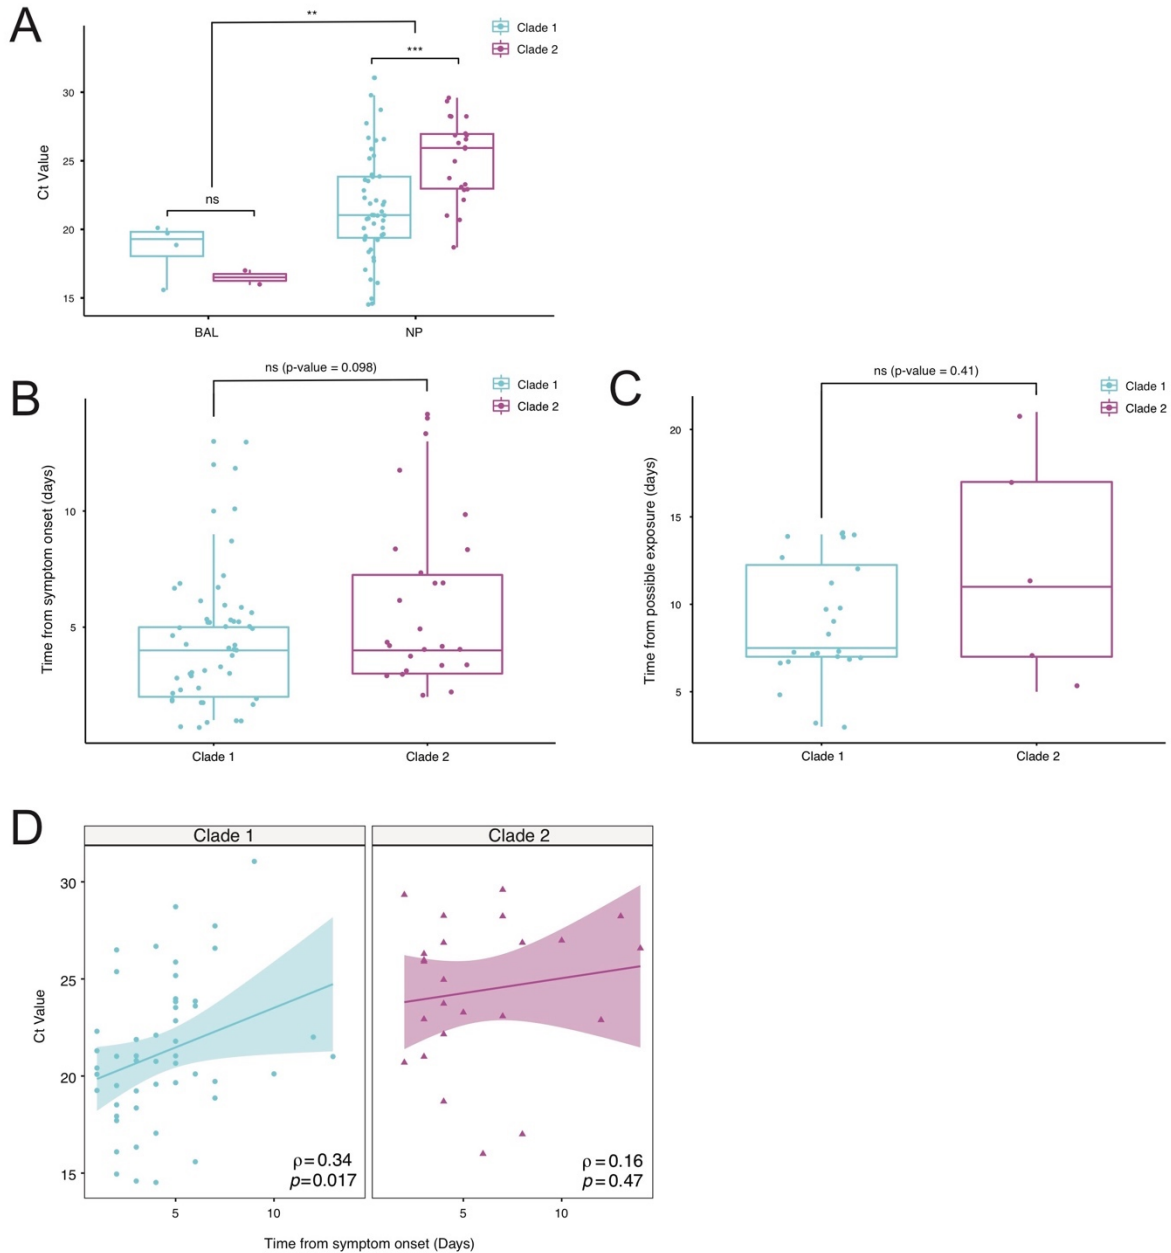 A
**
Clade 1
Clade 2
***
ns
Ct Value
30
25
20
15
BAL
NP
B
ns (p-value = 0.098)
Clade 1
Clade 2
Time from symptom onset (days)
10
5
Clade 1
Clade 2
C
ns (p-value = 0.41)
Clade 1
Clade 2
Time from possible exposure (days)
20
15
10
5
Clade 1
Clade 2
D
Clade 1
Clade 2
Ct Value
30
25
20
15
ρ=0.34
p=0.017
ρ=0.16
p=0.47
5
10
5
10
Time from symptom onset (Days)